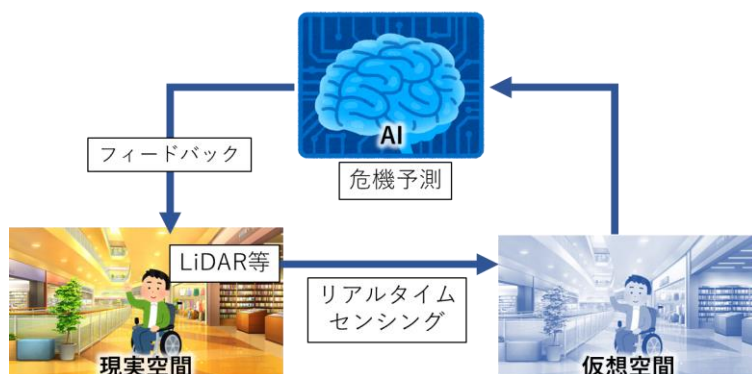 AI
危機予測
フィードバック
LiDAR等
リアルタイム
センシング
現実空間
仮想空間